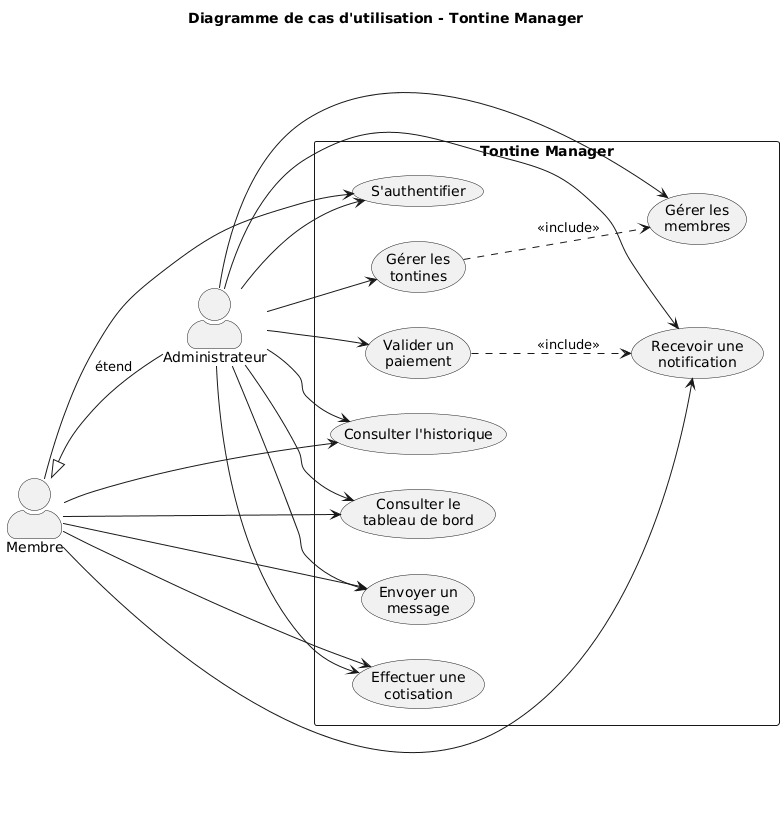 Diagramme de cas d'utilisation - Tontine Manager
Tontine Manager
S'authentifier
Gérer les
membres
«include»
Gérer les
tontines
Administrateur
Valider un
paiement
«include»
Recevoir une
notification
étend
Consulter l'historique
Consulter le
tableau de bord
Membre
Envoyer un
message
Effectuer une
cotisation